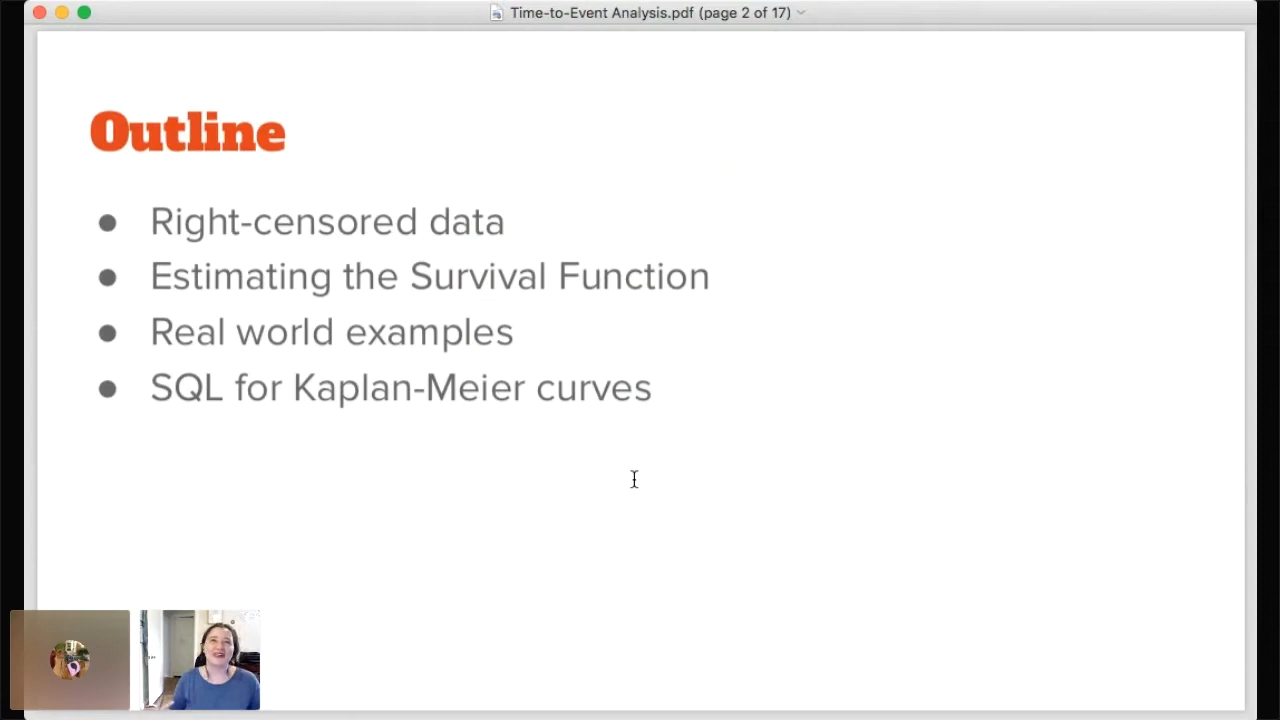 Time-to-Event Analysis.pdf (page 2 of 17)
Outline
● Right-censored data
● Estimating the Survival Function
● Real world examples
● SQL for Kaplan-Meier curves